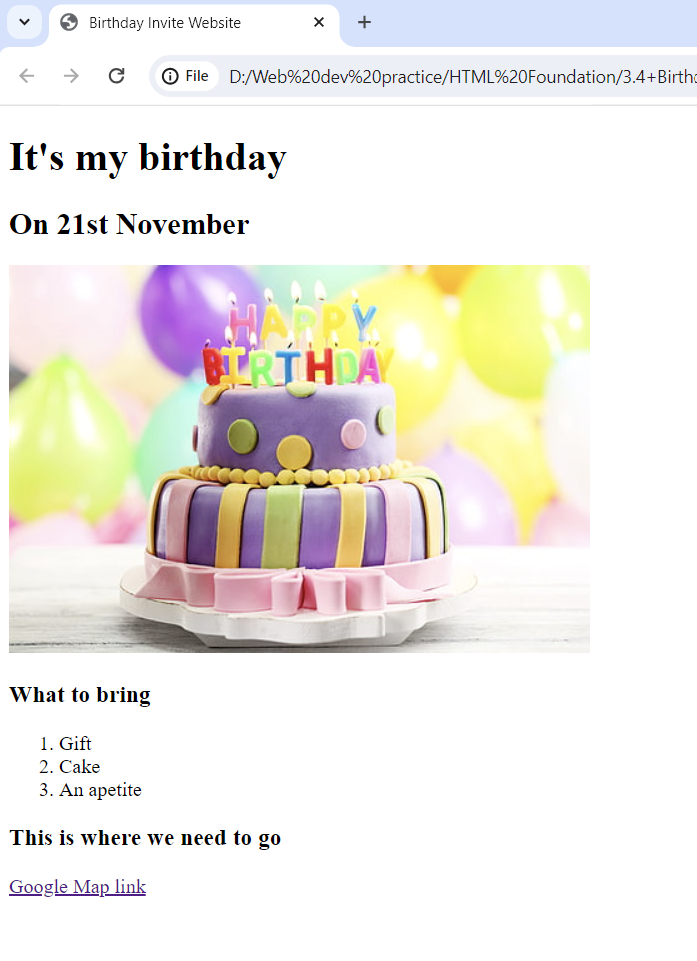 Birthday Invite Website
File
D:/Web%20dev%20practice/HTML%20Foundation/3.4+Birth
It's my birthday
On 21st November
HAPPY
BIRTHDAY
What to bring
1. Gift
2. Cake
3. An apetite
This is where we need to go
Google Map link